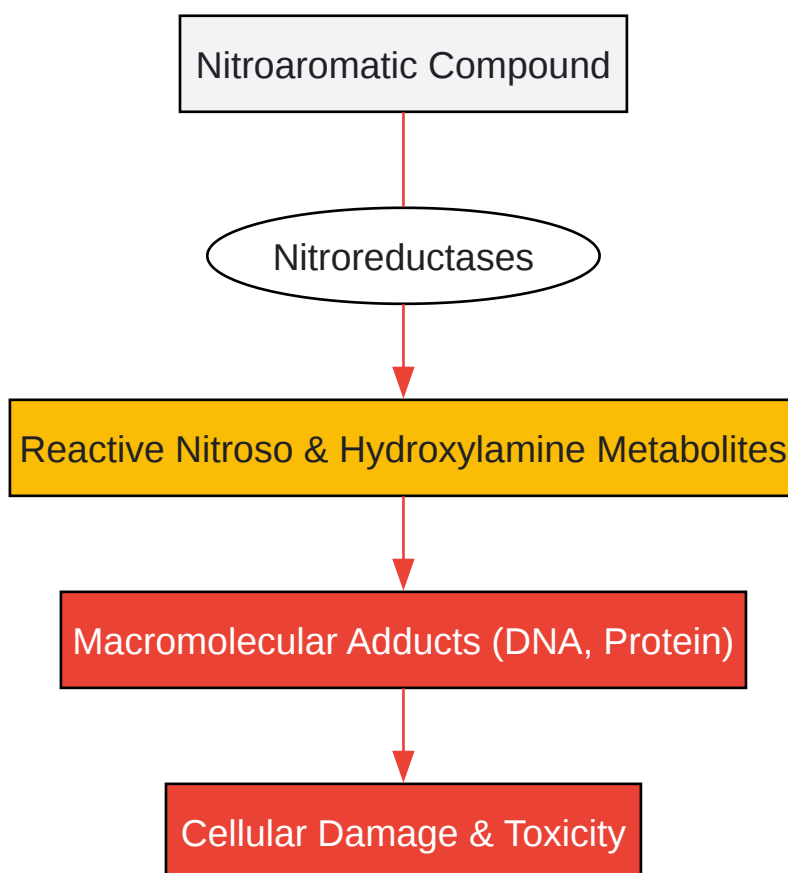 Nitroaromatic Compound
Nitroreductases
Reactive Nitroso & Hydroxylamine Metabolites
Macromolecular Adducts (DNA, Protein)
Cellular Damage & Toxicity